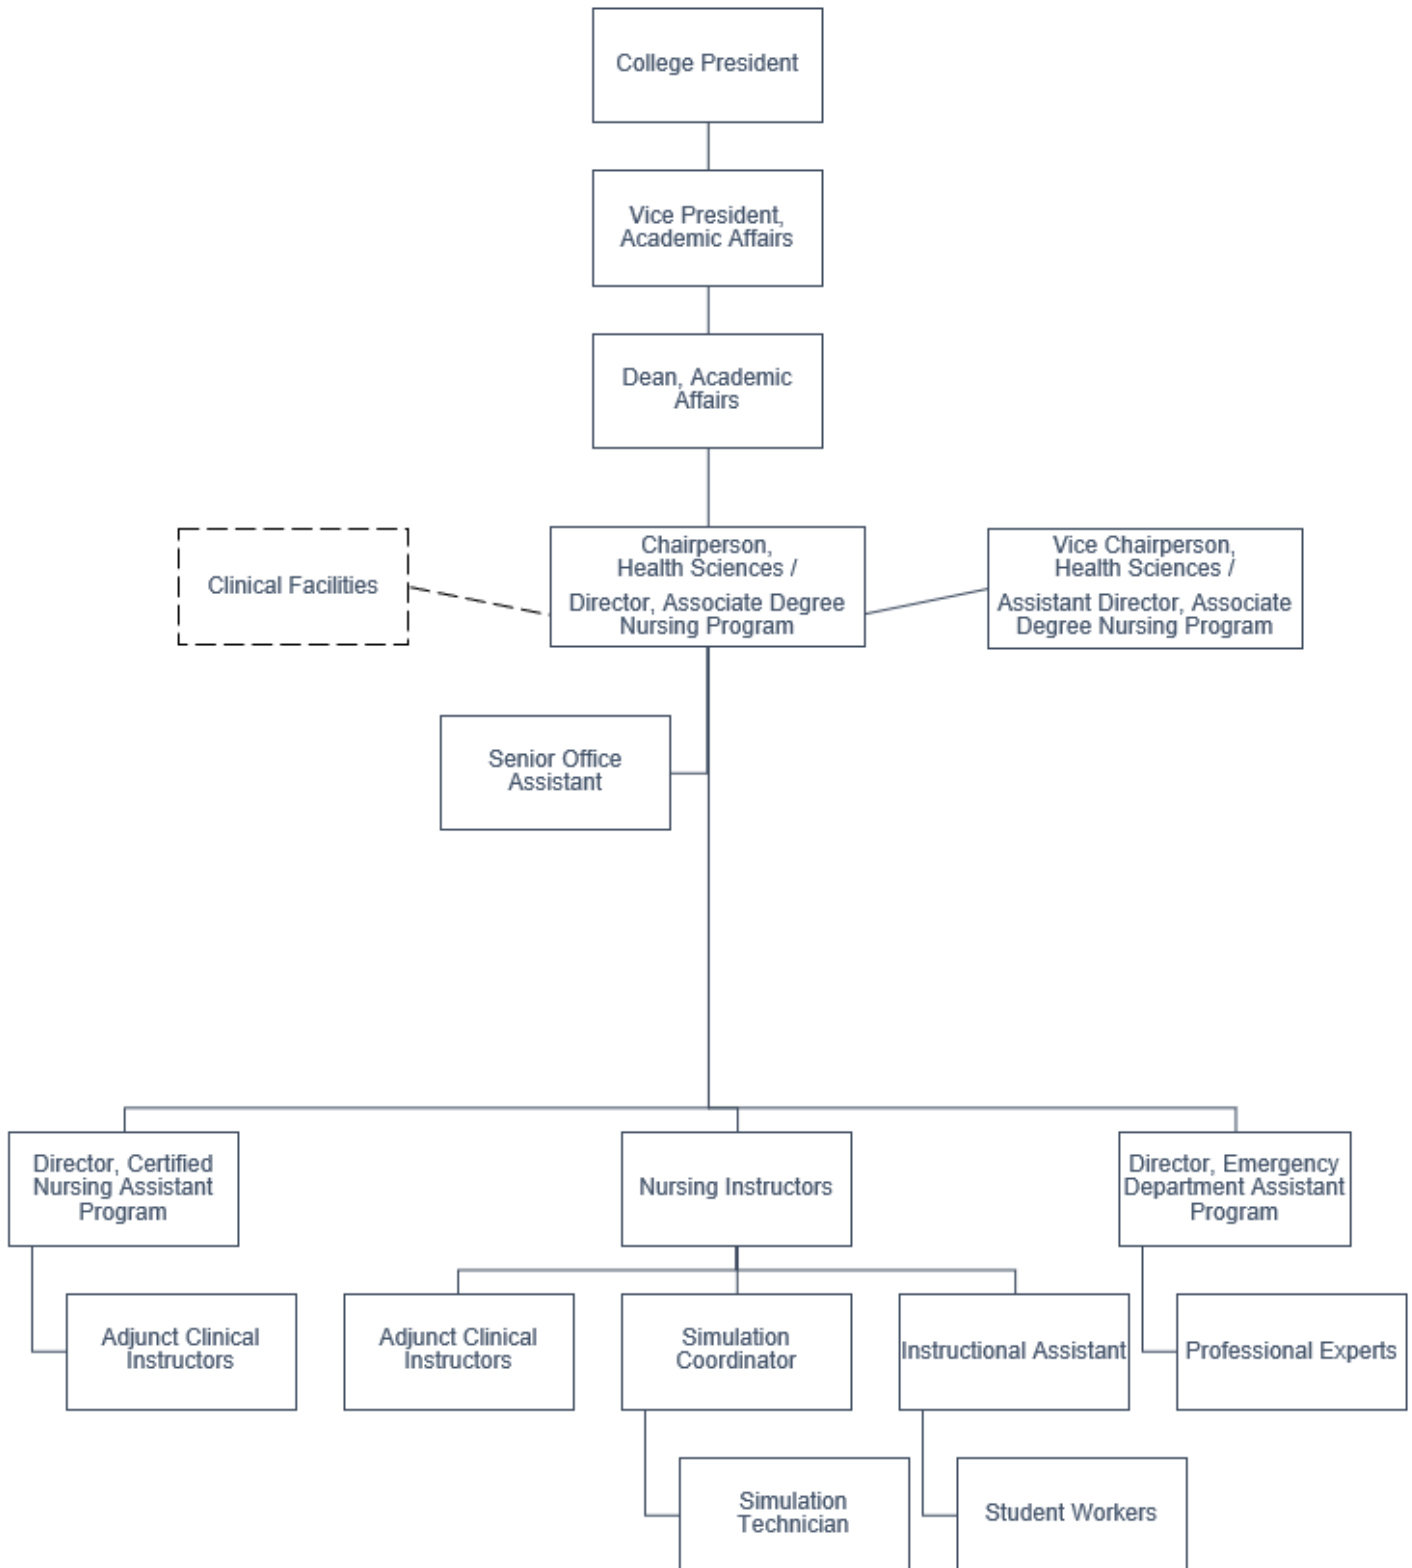 College President
Vice President,
Academic Affairs
Dean, Academic
Affairs
Clinical Facilities
Chairperson,
Health Sciences /
Director, Associate Degree
Nursing Program
Vice Chairperson,
Health Sciences /
Assistant Director, Associate
Degree Nursing Program
Senior Office
Assistant
Director, Certified
Nursing Assistant
Program
Nursing Instructors
Director, Emergency
Department Assistant
Program
Adjunct Clinical
Instructors
Adjunct Clinical
Instructors
Simulation
Coordinator
Instructional Assistant
Professional Experts
Simulation
Technician
Student Workers